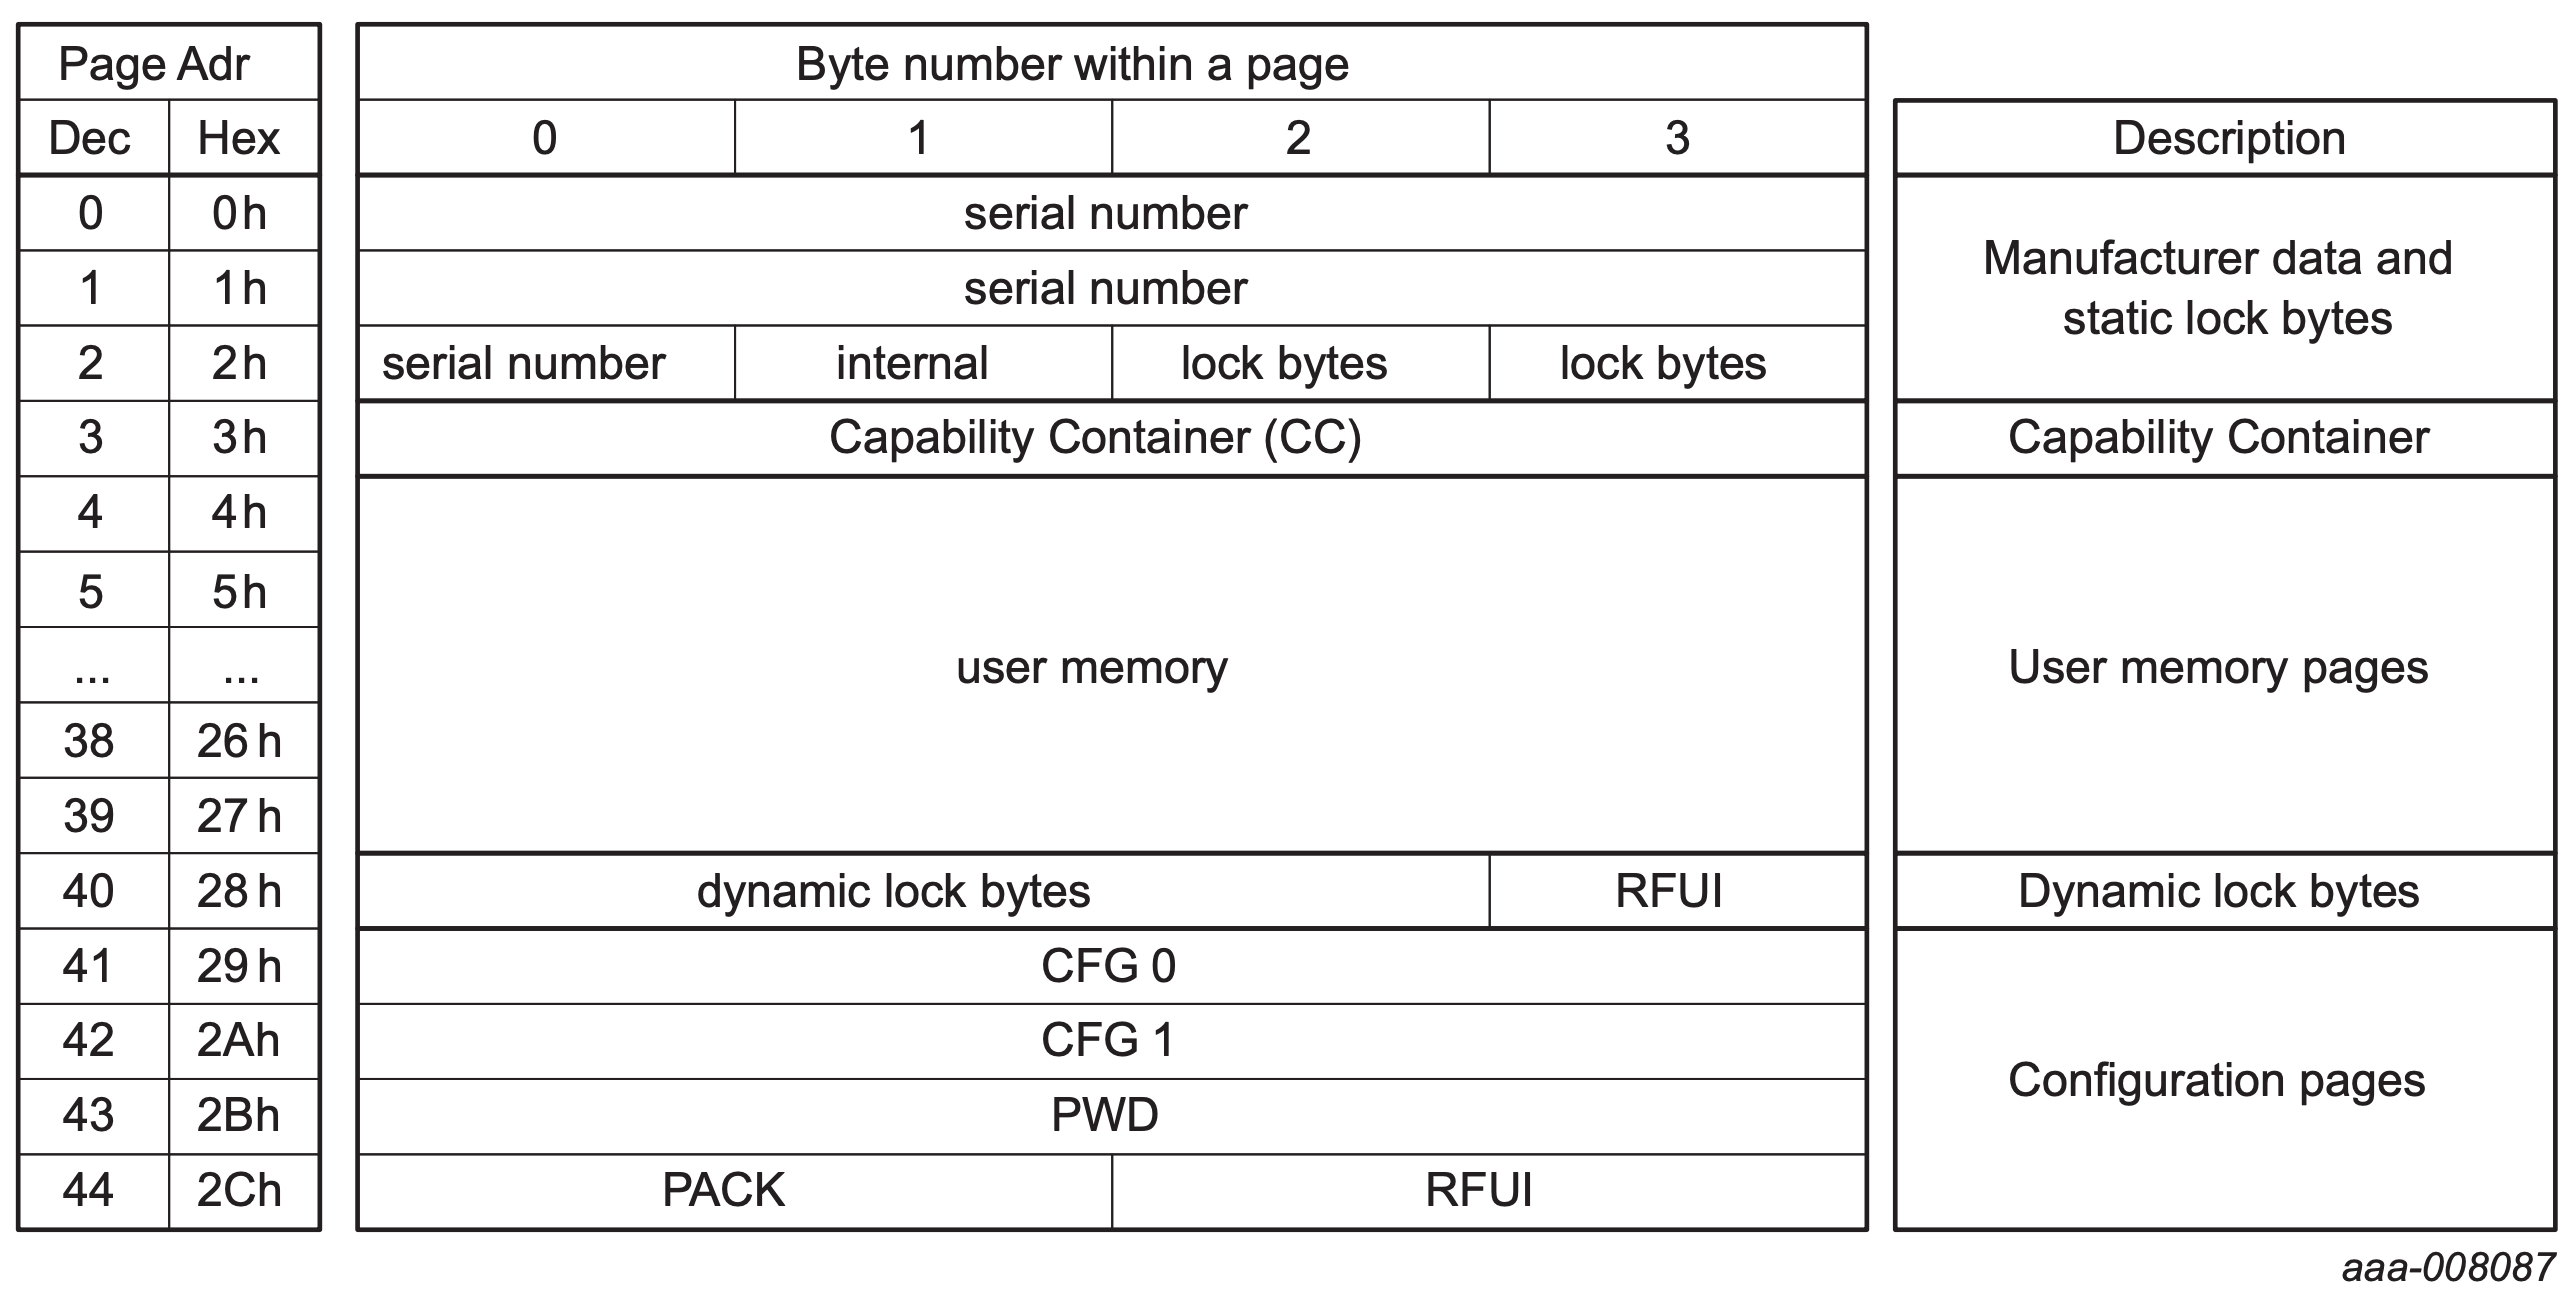 Page Adr Byte number within a page
Dec Hex 0 1 2 3 Description
0 0h serial number
1 1h serial number
Manufacturer data and
static lock bytes
2 2h serial number internal lock bytes lock bytes
3 3h Capability Container (CC) Capability Container
4 4h
5 5h
... ... user memory User memory pages
38 26h
39 27h
40 28h dynamic lock bytes RFUI Dynamic lock bytes
41 29h CFG 0
42 2Ah CFG 1
Configuration pages
43 2Bh PWD
44 2Ch PACK RFUI
aaa-008087